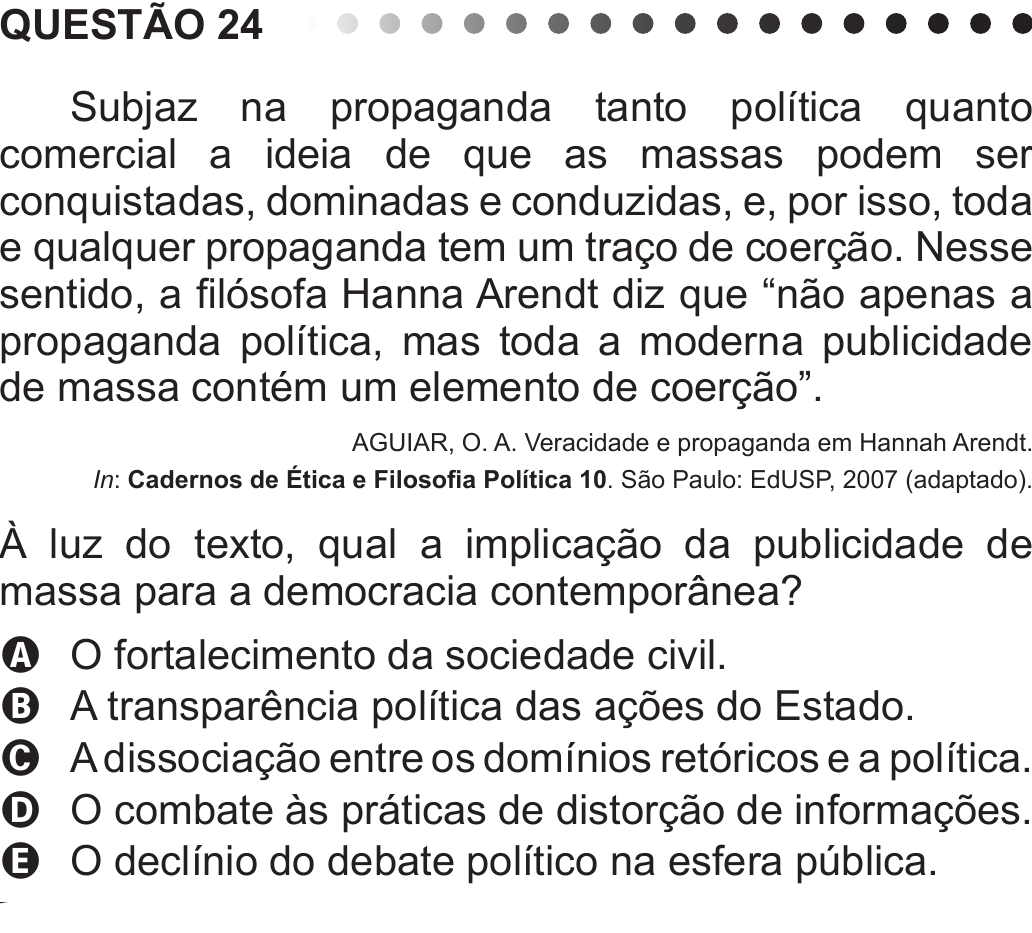 QUESTÃO 24
Subjaz na propaganda tanto política quanto
comercial a ideia de que as massas podem ser
conquistadas, dominadas e conduzidas, e, por isso, toda
e qualquer propaganda tem um traço de coerção. Nesse
sentido, a filósofa Hanna Arendt diz que “não apenas a
propaganda política, mas toda a moderna publicidade
de massa contém um elemento de coerção”.
AGUIAR, O. A. Veracidade e propaganda em Hannah Arendt.
In: Cadernos de Ética e Filosofia Política 10. São Paulo: EdUSP, 2007 (adaptado).
À luz do texto, qual a implicação da publicidade de
massa para a democracia contemporânea?
A O fortalecimento da sociedade civil.
B A transparência política das ações do Estado.
C A dissociação entre os domínios retóricos e a política.
D O combate às práticas de distorção de informações.
E O declínio do debate político na esfera pública.